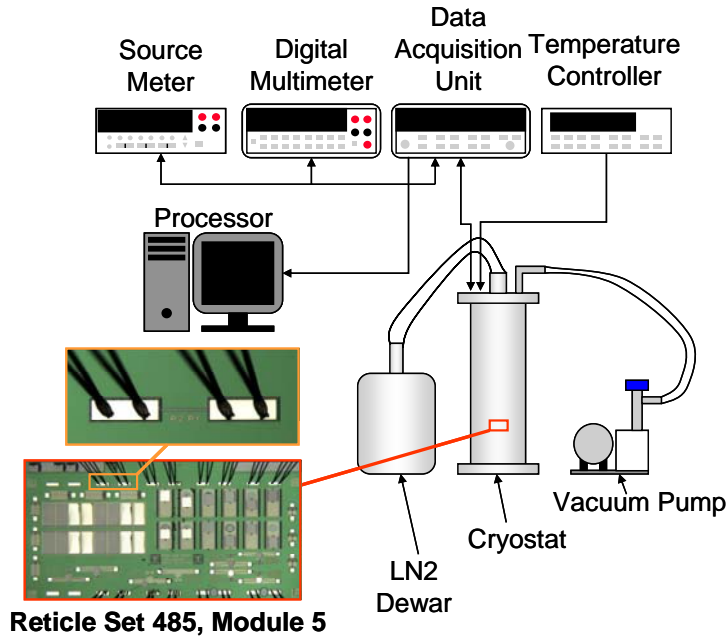 Source
Meter
Digital
Multimeter
Data
Acquisition
Unit
Temperature
Controller
Processor
Vacuum Pump
Cryostat
LN2
Dewar
Reticle Set 485, Module 5